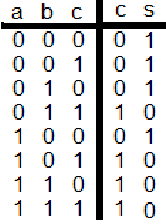 a b c c s
0 0 0 0 1
0 0 1 0 1
0 1 0 0 1
0 1 1 1 0
1 0 0 0 1
1 0 1 1 0
1 1 0 1 0
1 1 1 1 0